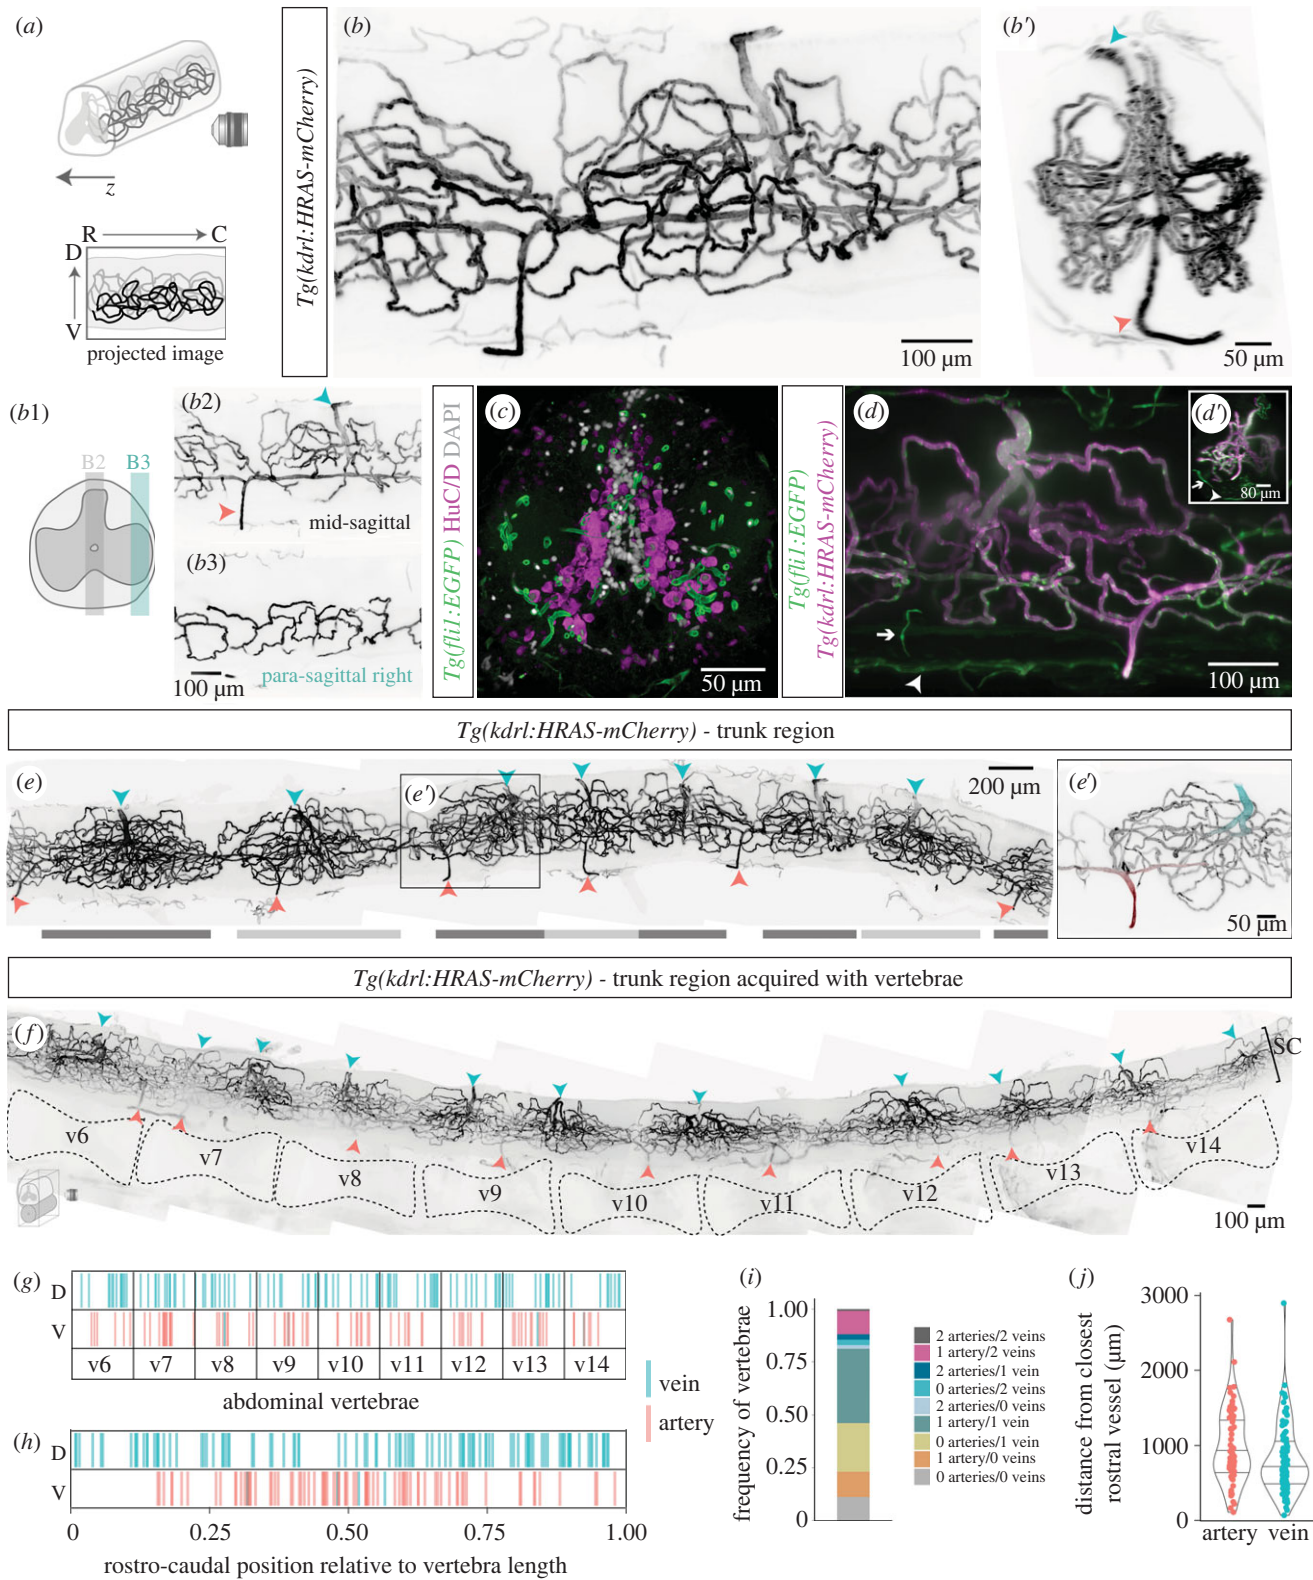 (a)
z
R
C
D
V
projected image
Tg(kdrl:HRAS-mCherry)
(b)
100 µm
(b')
50 µm
(b1)
B2
B3
(b2)
mid-sagittal
(b3)
100 µm
para-sagittal right
Tg(fli1:EGFP) HuC/D DAPI
(c)
50 µm
Tg(fli1:EGFP)
Tg(kdrl:HRAS-mCherry)
(d)
100 µm
(d')
80 µm
Tg(kdrl:HRAS-mCherry) - trunk region
(e)
(e')
200 µm
(e')
50 µm
Tg(kdrl:HRAS-mCherry) - trunk region acquired with vertebrae
(f)
SC
v6
v7
v8
v9
v10
v11
v12
v13
v14
100 µm
(g)
D
V
v6
v7
v8
v9
v10
v11
v12
v13
v14
abdominal vertebrae
vein
artery
(h)
D
V
0
0.25
0.50
0.75
1.00
rostro-caudal position relative to vertebra length
(i)
frequency of vertebrae
1.00
0.75
0.50
0.25
0
2 arteries/2 veins
1 artery/2 veins
2 arteries/1 vein
0 arteries/2 veins
2 arteries/0 veins
1 artery/1 vein
0 arteries/1 vein
1 artery/0 veins
0 arteries/0 veins
(j)
distance from closest
rostral vessel (µm)
3000
2000
1000
0
artery
vein